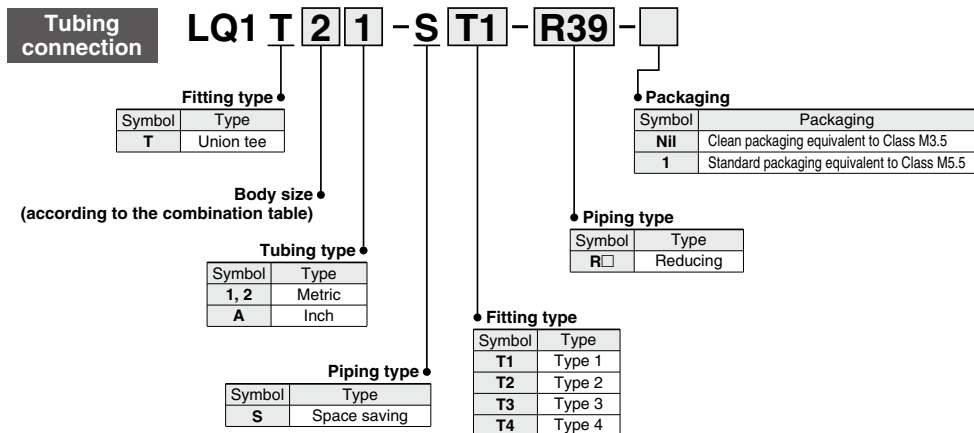 Tubing
connection
LQ1 T 2 1 - S T1 - R39 - □
Fitting type
Symbol Type
T Union tee
Body size
(according to the combination table)
Tubing type
Symbol Type
1, 2 Metric
A Inch
Piping type
Symbol Type
S Space saving
Fitting type
Symbol Type
T1 Type 1
T2 Type 2
T3 Type 3
T4 Type 4
Piping type
Symbol Type
R□ Reducing
Packaging
Symbol Packaging
Nil Clean packaging equivalent to Class M3.5
1 Standard packaging equivalent to Class M5.5